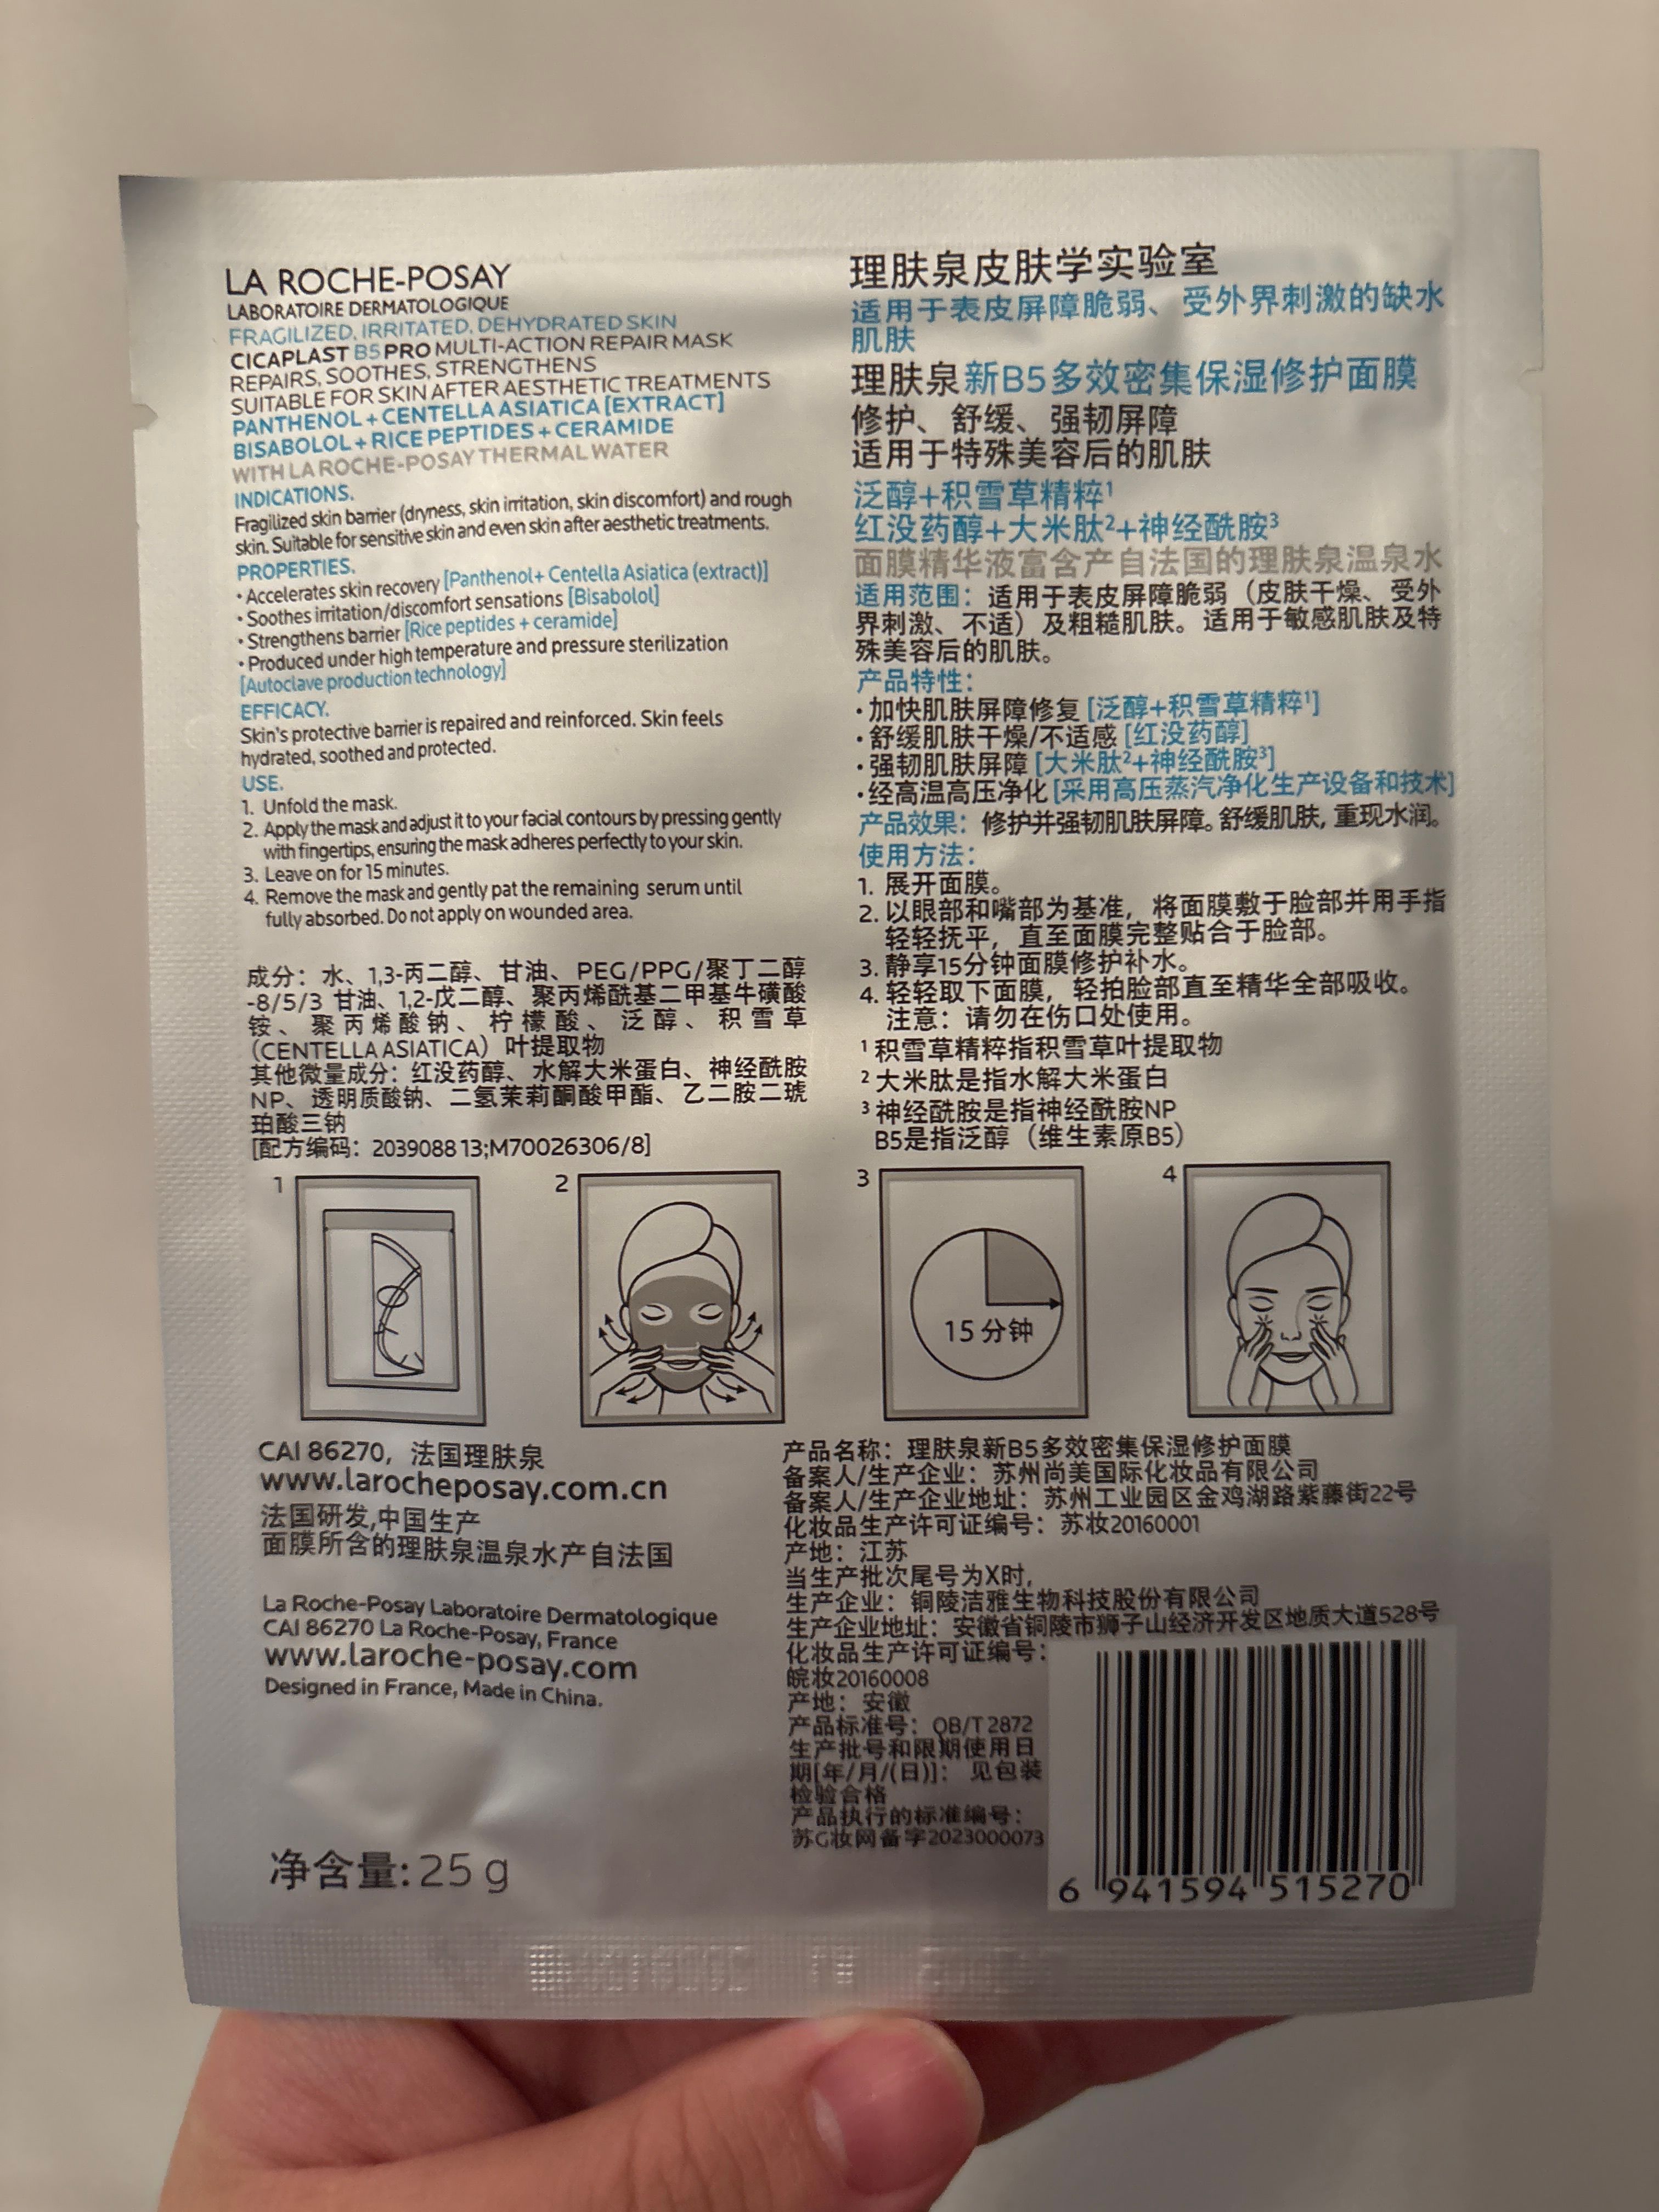 LA ROCHE-POSAY
LABORATOIRE DERMATOLOGIQUE
FRAGILIZED, IRRITATED, DEHYDRATED SKIN
CICAPLAST B5 PRO MULTI-ACTION REPAIR MASK
REPAIRS, SOOTHES, STRENGTHENS
SUITABLE FOR SKIN AFTER AESTHETIC TREATMENTS
PANTHENOL + CENTELLA ASIATICA [EXTRACT]
BISABOLOL + RICE PEPTIDES + CERAMIDE
WITH LA ROCHE-POSAY THERMAL WATER
INDICATIONS.
Fragilized skin barrier (dryness, skin irritation, skin discomfort) and rough
skin. Suitable for sensitive skin and even skin after aesthetic treatments.
PROPERTIES.
• Accelerates skin recovery [Panthenol+ Centella Asiatica (extract)]
• Soothes irritation/discomfort sensations [Bisabolol]
• Strengthens barrier [Rice peptides + ceramide]
• Produced under high temperature and pressure sterilization
[Autoclave production technology]
EFFICACY.
Skin's protective barrier is repaired and reinforced. Skin feels
hydrated, soothed and protected.
USE.
1. Unfold the mask.
2. Apply the mask and adjust it to your facial contours by pressing gently
with fingertips, ensuring the mask adheres perfectly to your skin.
3. Leave on for 15 minutes.
4. Remove the mask and gently pat the remaining serum until
fully absorbed. Do not apply on wounded area.
成分：水、1,3-丙二醇、甘油、PEG/PPG/聚丁二醇
-8/5/3 甘油、1,2-戊二醇、聚丙烯酰基二甲基牛磺酸
铵、聚丙烯酸钠、柠檬酸、泛醇、积雪草
（CENTELLA ASIATICA）叶提取物
其他微量成分：红没药醇、水解大米蛋白、神经酰胺
NP、透明质酸钠、二氢茉莉酮酸甲酯、乙二胺二琥
珀酸三钠
[配方编码：2039088 13;M70026306/8]
理肤泉皮肤学实验室
适用于表皮屏障脆弱、受外界刺激的缺水
肌肤
理肤泉新B5多效密集保湿修护面膜
修护、舒缓、强韧屏障
适用于特殊美容后的肌肤
泛醇+积雪草精粹¹
红没药醇+大米肽²+神经酰胺³
面膜精华液富含产自法国的理肤泉温泉水
适用范围：适用于表皮屏障脆弱（皮肤干燥、受外
界刺激、不适）及粗糙肌肤。适用于敏感肌肤及特
殊美容后的肌肤。
产品特性：
·加快肌肤屏障修复 [泛醇+积雪草精粹¹]
·舒缓肌肤干燥/不适感 [红没药醇]
·强韧肌肤屏障 [大米肽²+神经酰胺³]
·经高温高压净化 [采用高压蒸汽净化生产设备和技术]
产品效果：修护并强韧肌肤屏障。舒缓肌肤, 重现水润。
使用方法：
1. 展开面膜。
2. 以眼部和嘴部为基准，将面膜敷于脸部并用手指
轻轻抚平，直至面膜完整贴合于脸部。
3. 静享15分钟面膜修护补水。
4. 轻轻取下面膜，轻拍脸部直至精华全部吸收。
注意：请勿在伤口处使用。
¹ 积雪草精粹指积雪草叶提取物
² 大米肽是指水解大米蛋白
³ 神经酰胺是指神经酰胺NP
B5是指泛醇（维生素原B5）
1
2
3
15 分钟
4
CAI 86270，法国理肤泉
www.larocheposay.com.cn
法国研发,中国生产
面膜所含的理肤泉温泉水产自法国
La Roche-Posay Laboratoire Dermatologique
CAI 86270 La Roche-Posay, France
www.laroche-posay.com
Designed in France, Made in China.
净含量: 25 g
产品名称：理肤泉新B5多效密集保湿修护面膜
备案人/生产企业：苏州尚美国际化妆品有限公司
备案人/生产企业地址：苏州工业园区金鸡湖路紫藤街22号
化妆品生产许可证编号：苏妆20160001
产地：江苏
当生产批次尾号为X时，
生产企业：铜陵洁雅生物科技股份有限公司
生产企业地址：安徽省铜陵市狮子山经济开发区地质大道528号
化妆品生产许可证编号：
皖妆20160008
产地：安徽
产品标准号：QB/T 2872
生产批号和限期使用日
期[年/月/(日)]：见包装
检验合格
产品执行的标准编号：
苏G妆网备字2023000073
6 941594 515270